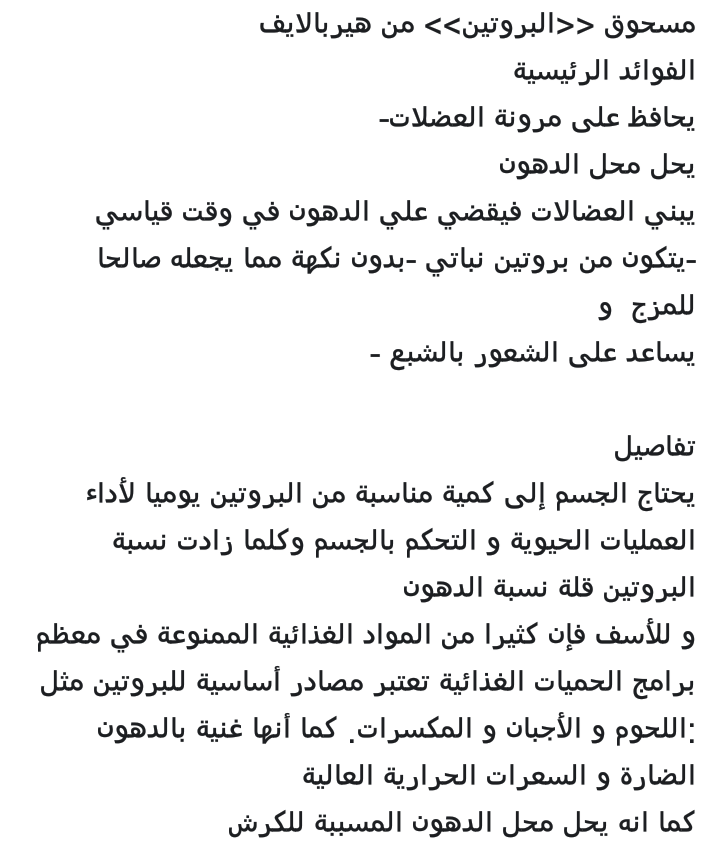 مسحوق <<البروتين>> من هيربالايف
الفوائد الرئيسية
يحافظ على مرونة العضلات-
يحل محل الدهون
يبني العضالات فيقضي علي الدهون في وقت قياسي
-يتكون من بروتين نباتي -بدون نكهة مما يجعله صالحا
للمزج و
يساعد على الشعور بالشبع -
تفاصيل
يحتاج الجسم إلى كمية مناسبة من البروتين يوميا لأداء
العمليات الحيوية و التحكم بالجسم وكلما زادت نسبة
البروتين قلة نسبة الدهون
و للأسف فإن كثيرا من المواد الغذائية الممنوعة في معظم
برامج الحميات الغذائية تعتبر مصادر أساسية للبروتين مثل
:اللحوم و الأجبان و المكسرات. كما أنها غنية بالدهون
الضارة و السعرات الحرارية العالية
كما انه يحل محل الدهون المسببة للكرش